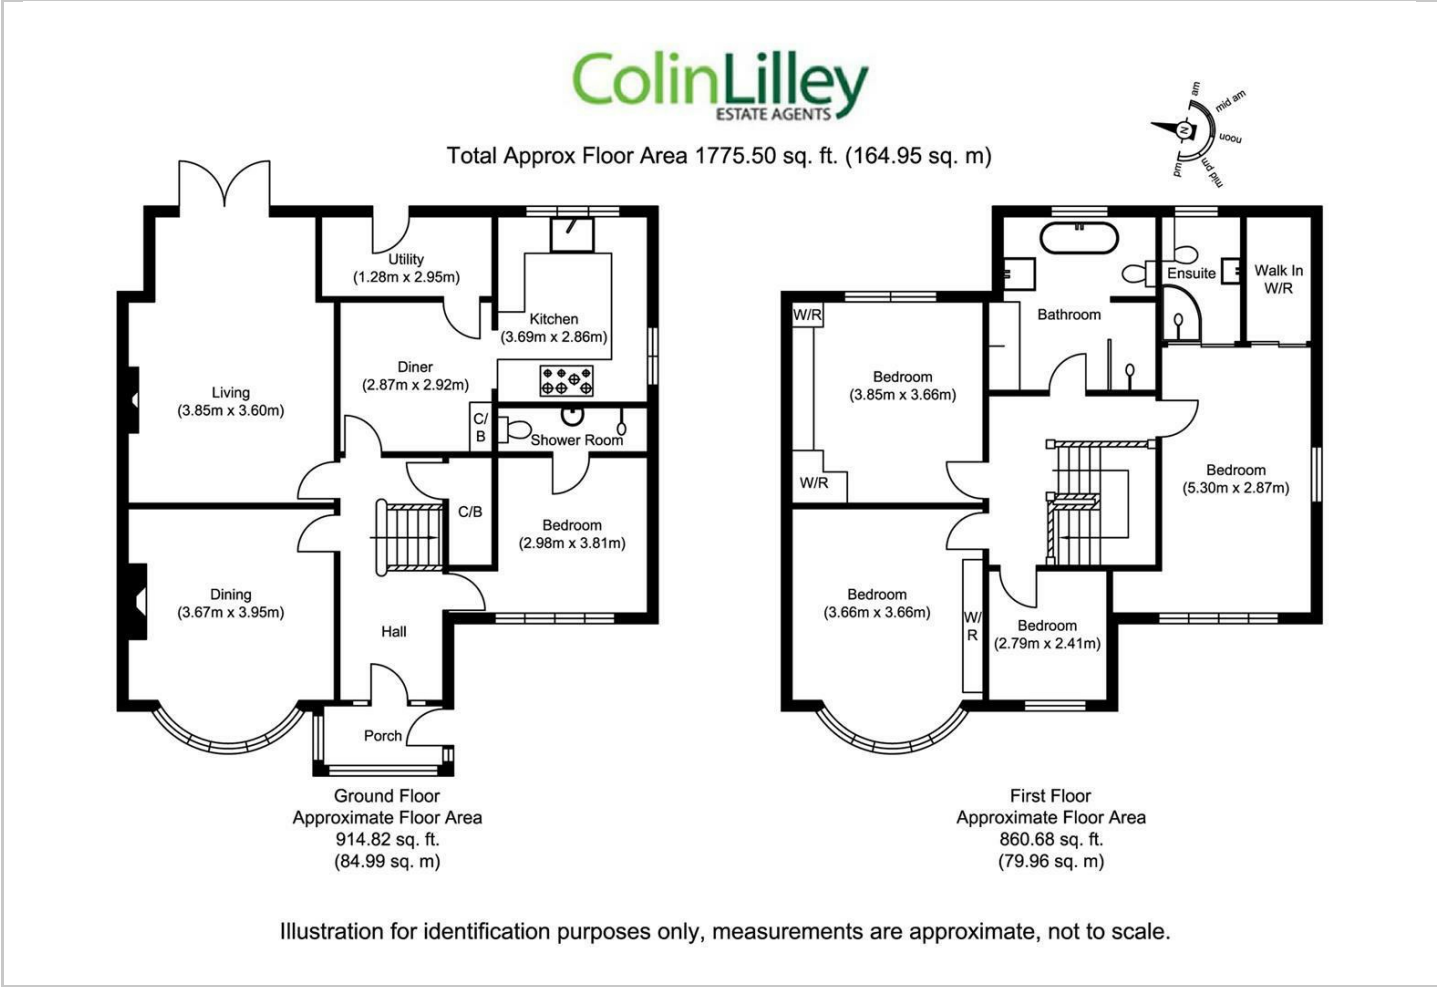 ColinLilley
ESTATE AGENTS
Total Approx Floor Area 1775.50 sq. ft. (164.95 sq. m)
N
am
mid am
noon
mid pm
pm
Utility
(1.28m x 2.95m)
Kitchen
(3.69m x 2.86m)
Diner
(2.87m x 2.92m)
Living
(3.85m x 3.60m)
C/
B
Shower Room
C/B
Bedroom
(2.98m x 3.81m)
Dining
(3.67m x 3.95m)
Hall
Porch
Ground Floor
Approximate Floor Area
914.82 sq. ft.
(84.99 sq. m)
Ensuite
Walk In
W/R
Bathroom
W/R
Bedroom
(3.85m x 3.66m)
W/R
Bedroom
(5.30m x 2.87m)
Bedroom
(3.66m x 3.66m)
W/
R
Bedroom
(2.79m x 2.41m)
First Floor
Approximate Floor Area
860.68 sq. ft.
(79.96 sq. m)
Illustration for identification purposes only, measurements are approximate, not to scale.